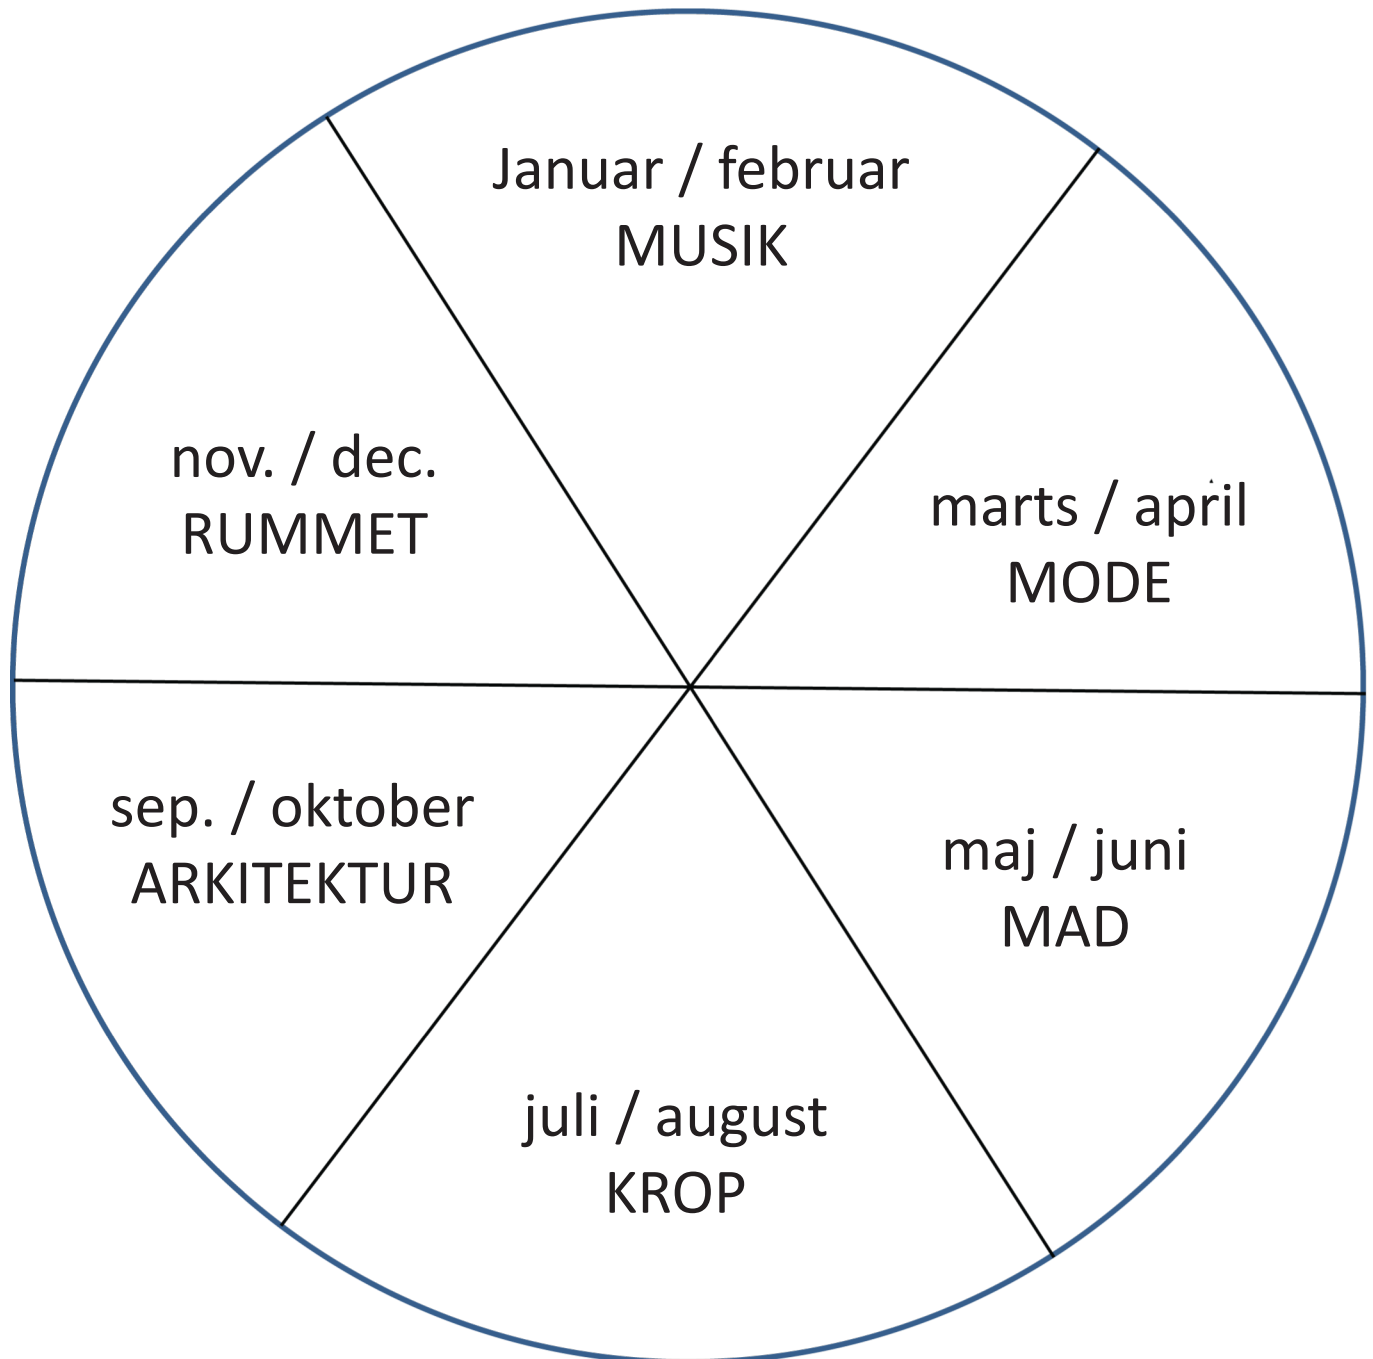 Januar / februar
MUSIK
marts / april
MODE
maj / juni
MAD
juli / august
KROP
sep. / oktober
ARKITEKTUR
nov. / dec.
RUMMET